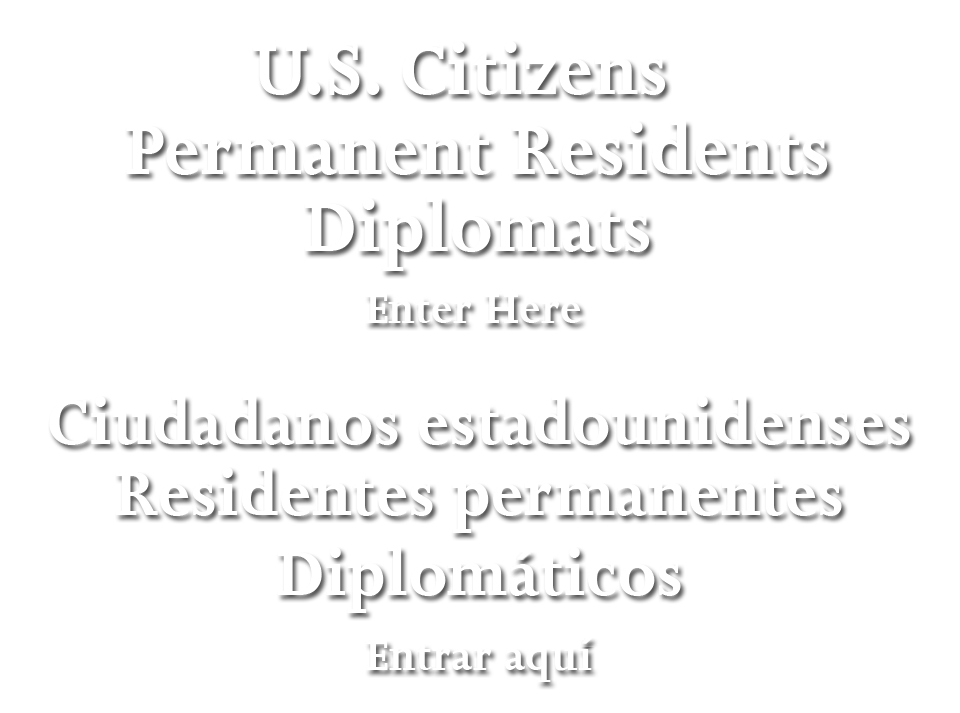 U.S. Citizens
Permanent Residents
Diplomats
Enter Here
Ciudadanos estadounidenses
Residentes permanentes
Diplomáticos
Entrar aquí